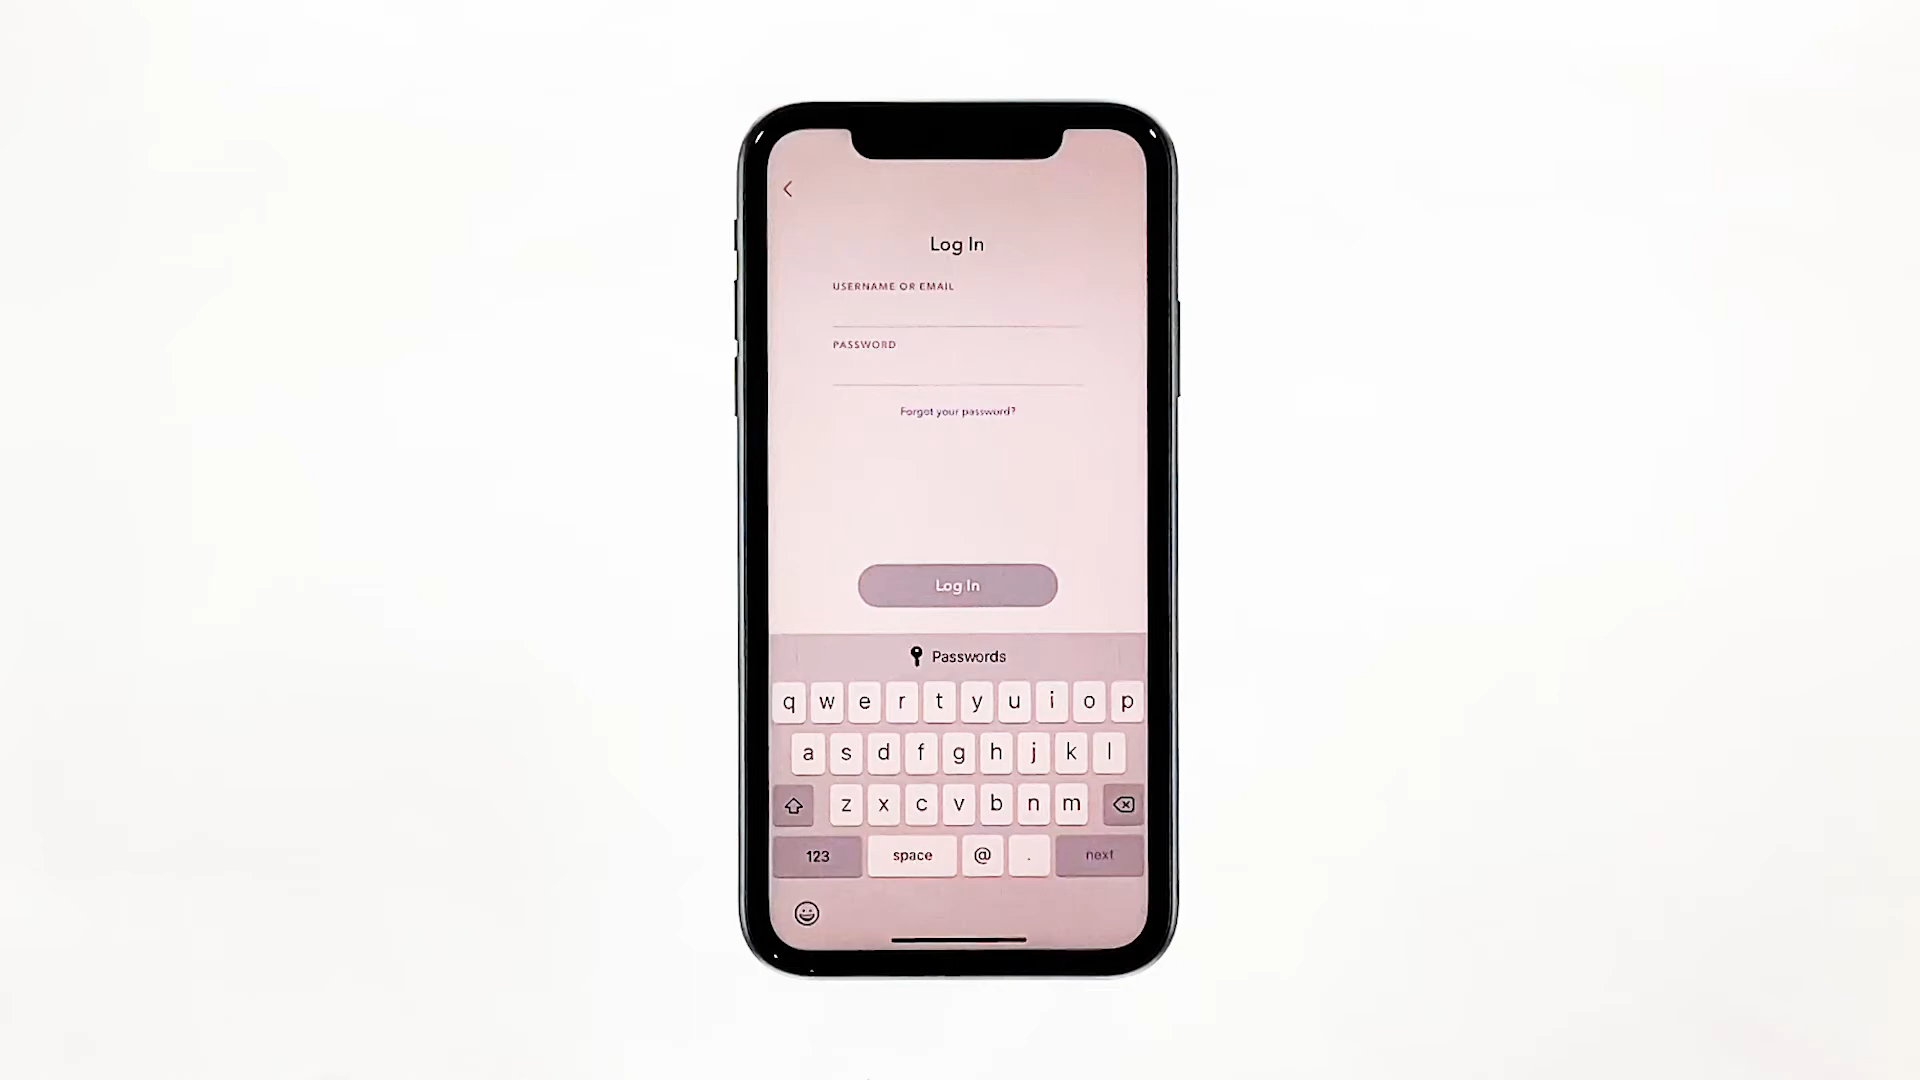 Log In
USERNAME OR EMAIL
PASSWORD
Forgot your password?
Log In
Passwords
q w e r t y u i o p
a s d f g h j k l
z x c v b n m
123 space @ . next